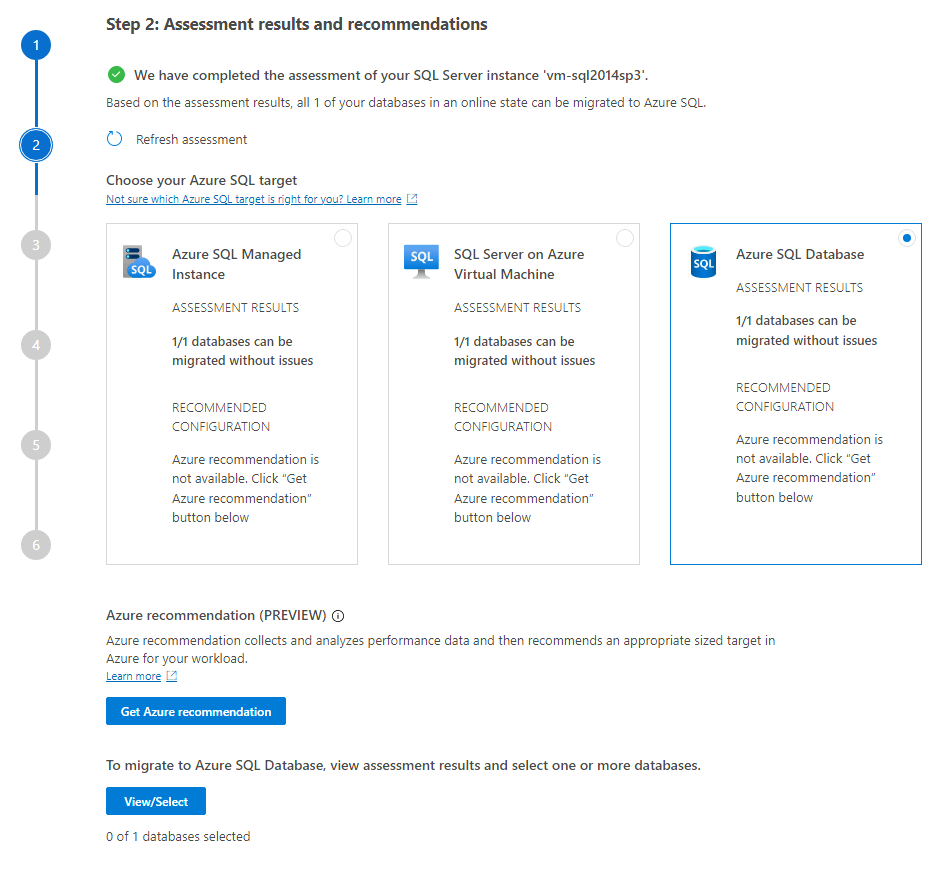 Step 2: Assessment results and recommendations
1
We have completed the assessment of your SQL Server instance 'vm-sql2014sp3'.
Based on the assessment results, all 1 of your databases in an online state can be migrated to Azure SQL.
2
Refresh assessment
Choose your Azure SQL target
Not sure which Azure SQL target is right for you? Learn more
3
4
5
6
SQL
Azure SQL Managed
Instance
ASSESSMENT RESULTS
1/1 databases can be
migrated without issues
RECOMMENDED
CONFIGURATION
Azure recommendation is
not available. Click “Get
Azure recommendation”
button below
SQL
SQL Server on Azure
Virtual Machine
ASSESSMENT RESULTS
1/1 databases can be
migrated without issues
RECOMMENDED
CONFIGURATION
Azure recommendation is
not available. Click “Get
Azure recommendation”
button below
SQL
Azure SQL Database
ASSESSMENT RESULTS
1/1 databases can be
migrated without issues
RECOMMENDED
CONFIGURATION
Azure recommendation is
not available. Click “Get
Azure recommendation”
button below
Azure recommendation (PREVIEW)
Azure recommendation collects and analyzes performance data and then recommends an appropriate sized target in
Azure for your workload.
Learn more
Get Azure recommendation
To migrate to Azure SQL Database, view assessment results and select one or more databases.
View/Select
0 of 1 databases selected